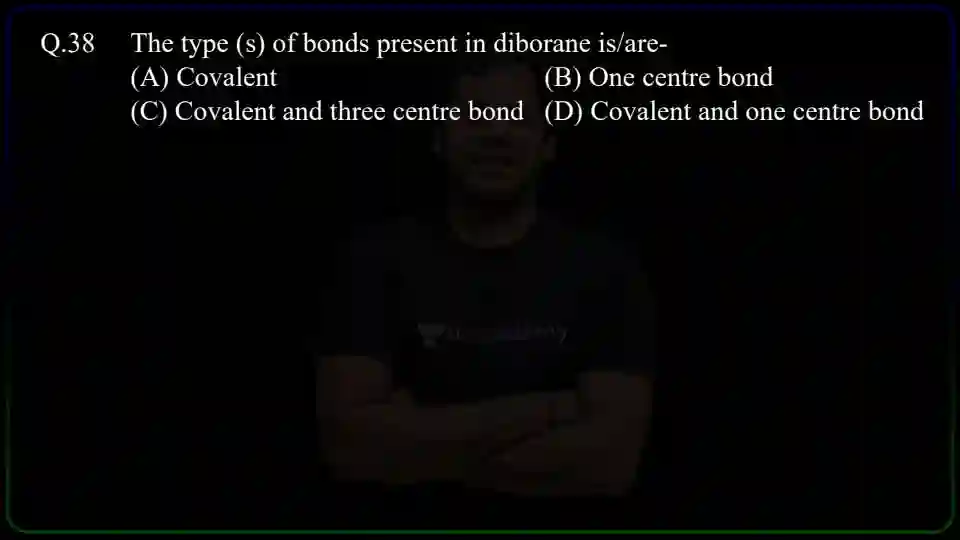 Q.38 The type (s) of bonds present in diborane is/are-
(A) Covalent (B) One centre bond
(C) Covalent and three centre bond (D) Covalent and one centre bond